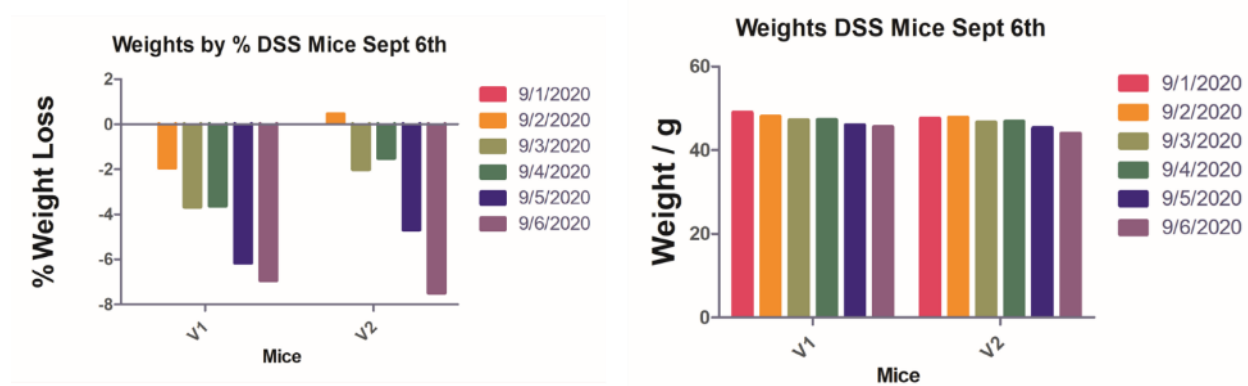 Weights by % DSS Mice Sept 6th
%Weight Loss
2
0
-2
-4
-6
-8
V1
V2
Mice
9/1/2020
9/2/2020
9/3/2020
9/4/2020
9/5/2020
9/6/2020
Weights DSS Mice Sept 6th
Weight / g
60
40
20
0
V1
V2
Mice
9/1/2020
9/2/2020
9/3/2020
9/4/2020
9/5/2020
9/6/2020